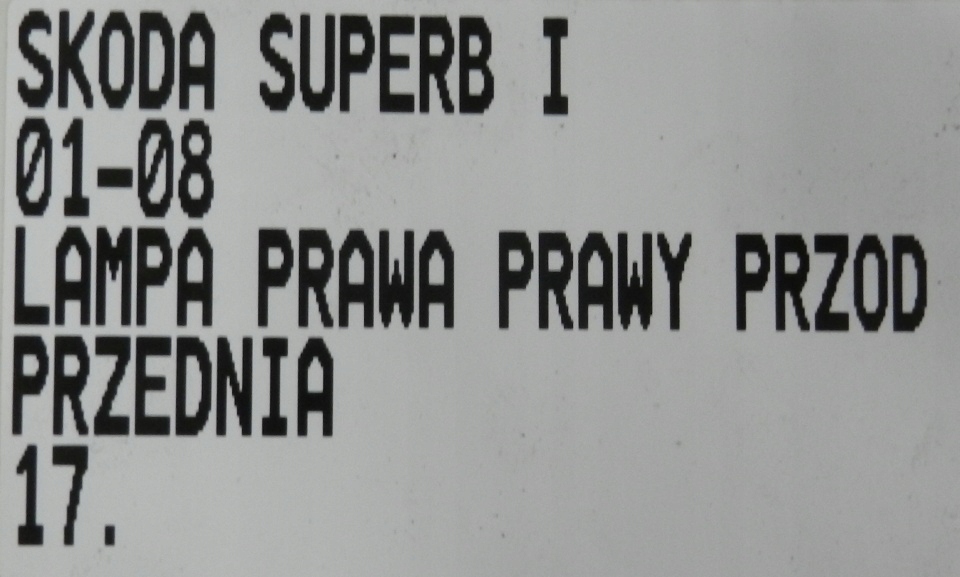 SKODA SUPERB I
01-08
LAMPA PRAWA PRAWY PRZOD
PRZEDNIA
17.